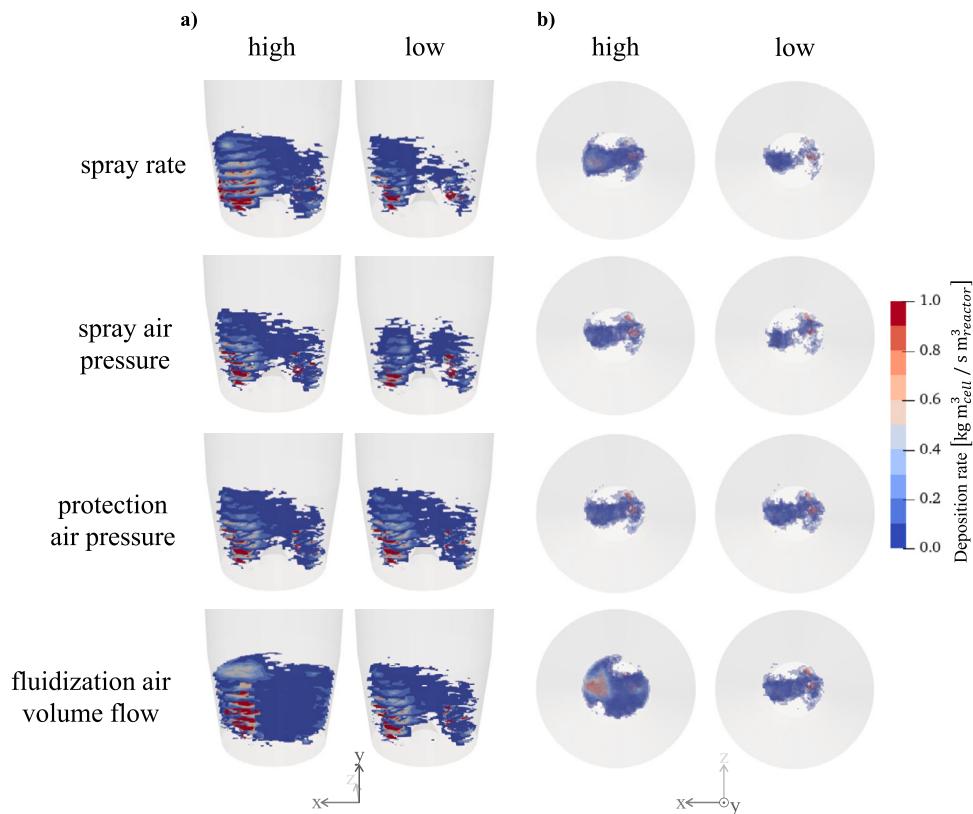 a)
b)
high
low
high
low
spray rate
spray air
pressure
protection
air pressure
fluidization air
volume flow
1.0
0.8
0.6
0.4
0.2
0.0
Deposition rate [kg m³cell / s m³reactor]
y
z
x
z
x
y